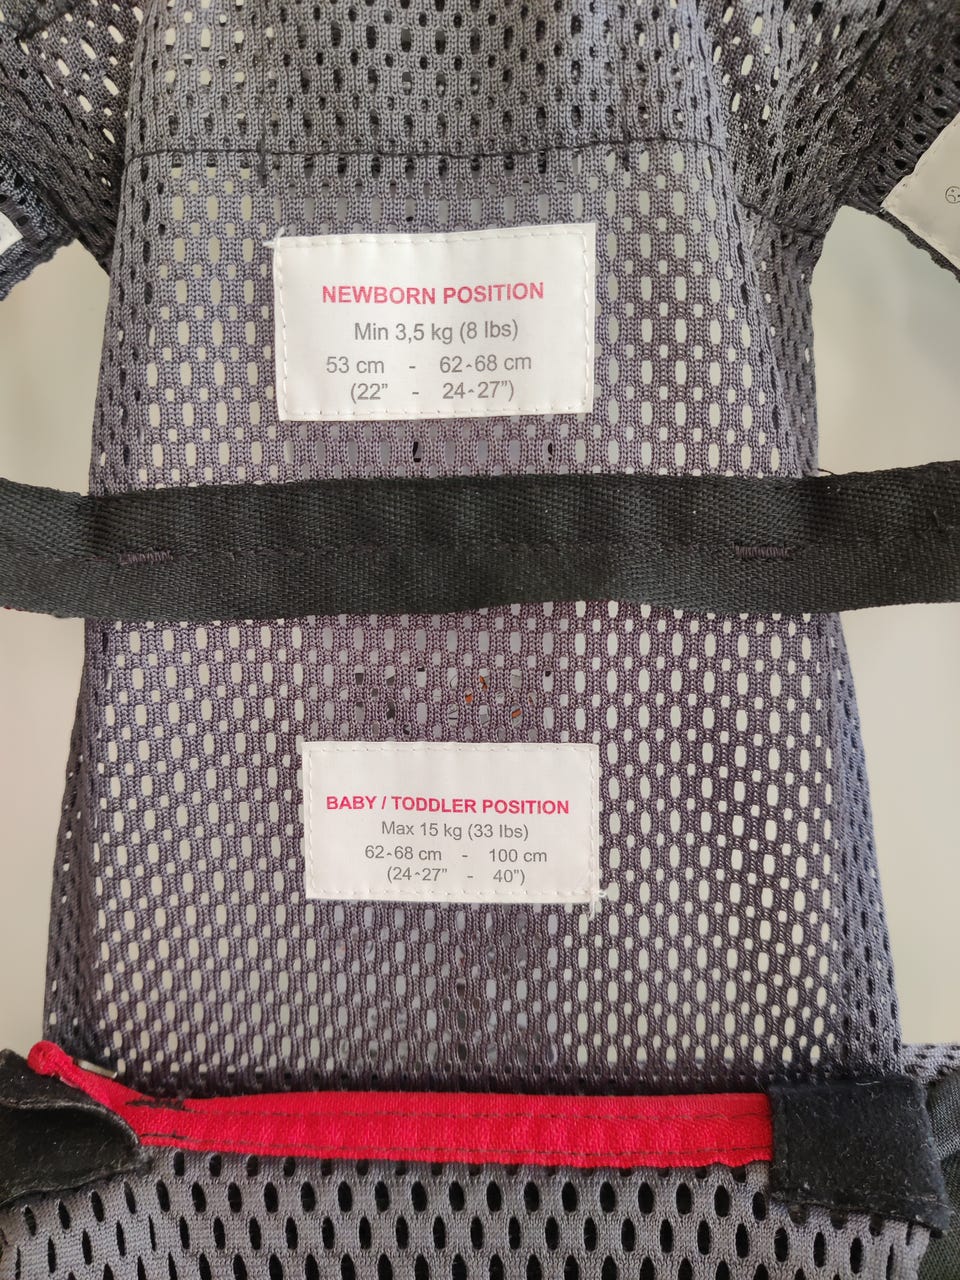 NEWBORN POSITION
Min 3,5 kg (8 lbs)
53 cm - 62-68 cm
(22" - 24-27")
BABY / TODDLER POSITION
Max 15 kg (33 lbs)
62-68 cm - 100 cm
(24-27" - 40")